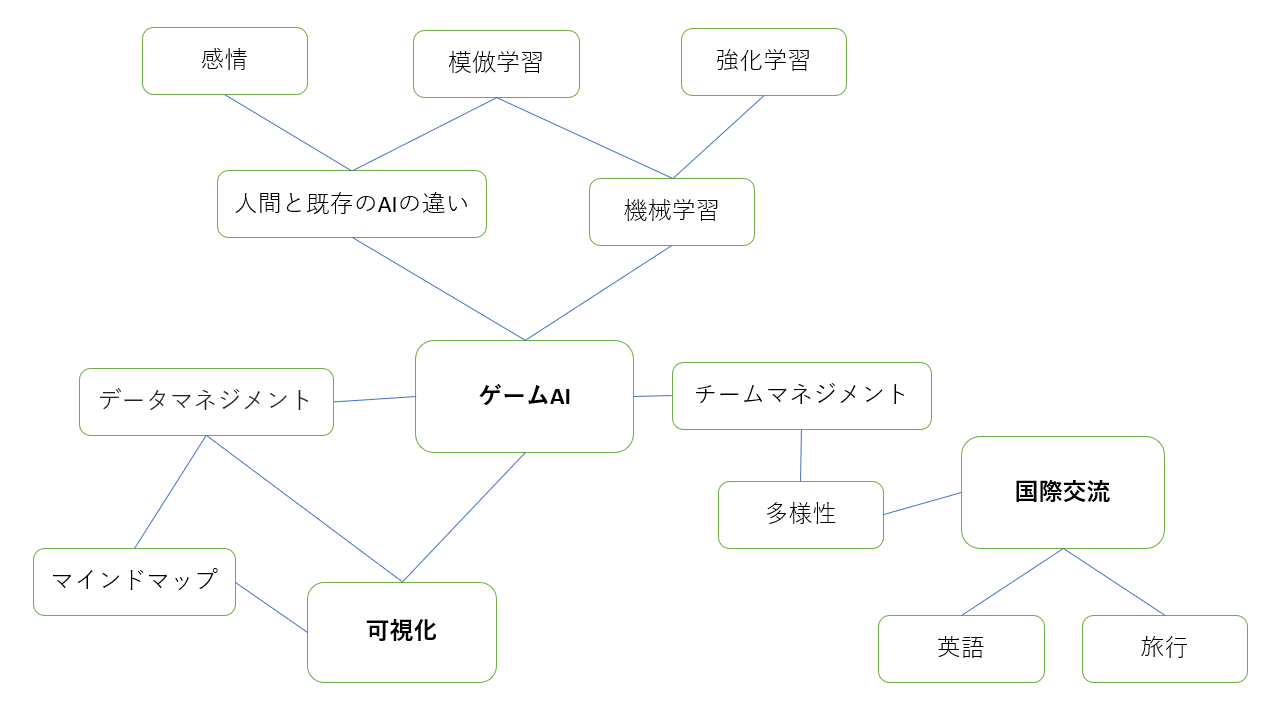 感情
模倣学習
強化学習
人間と既存のAIの違い
機械学習
ゲームAI
データマネジメント
チームマネジメント
国際交流
多様性
マインドマップ
可視化
英語
旅行